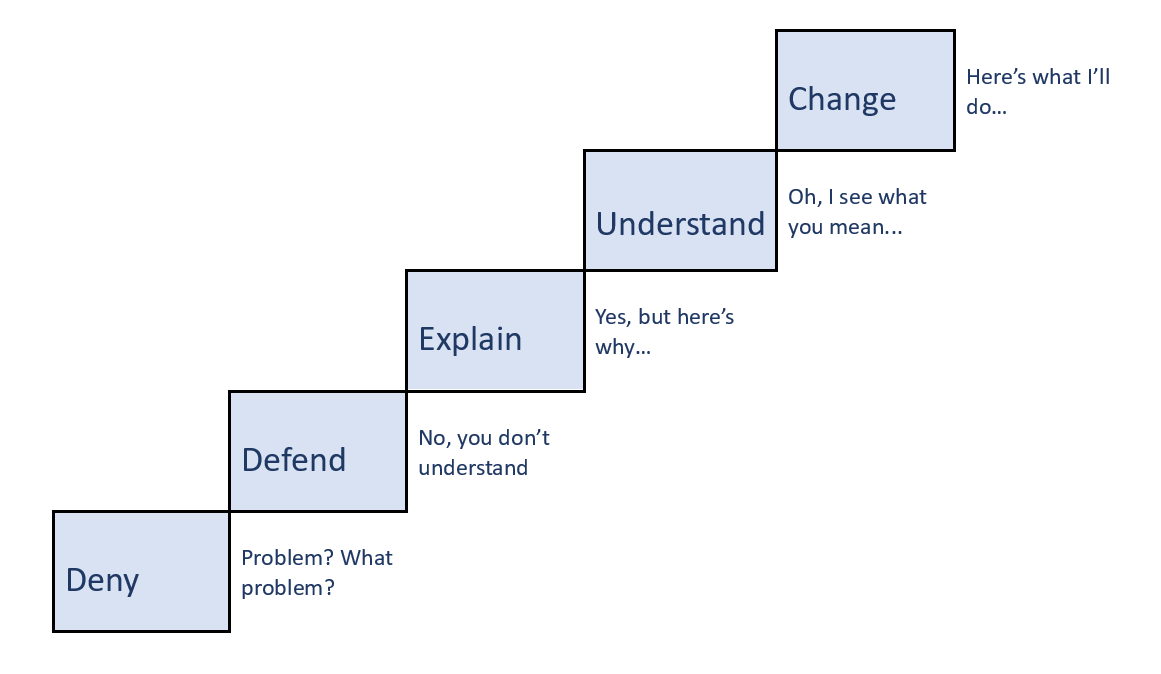 Change
Here’s what I’ll
do…
Understand
Oh, I see what
you mean…
Explain
Yes, but here’s
why…
Defend
No, you don’t
understand
Deny
Problem? What
problem?